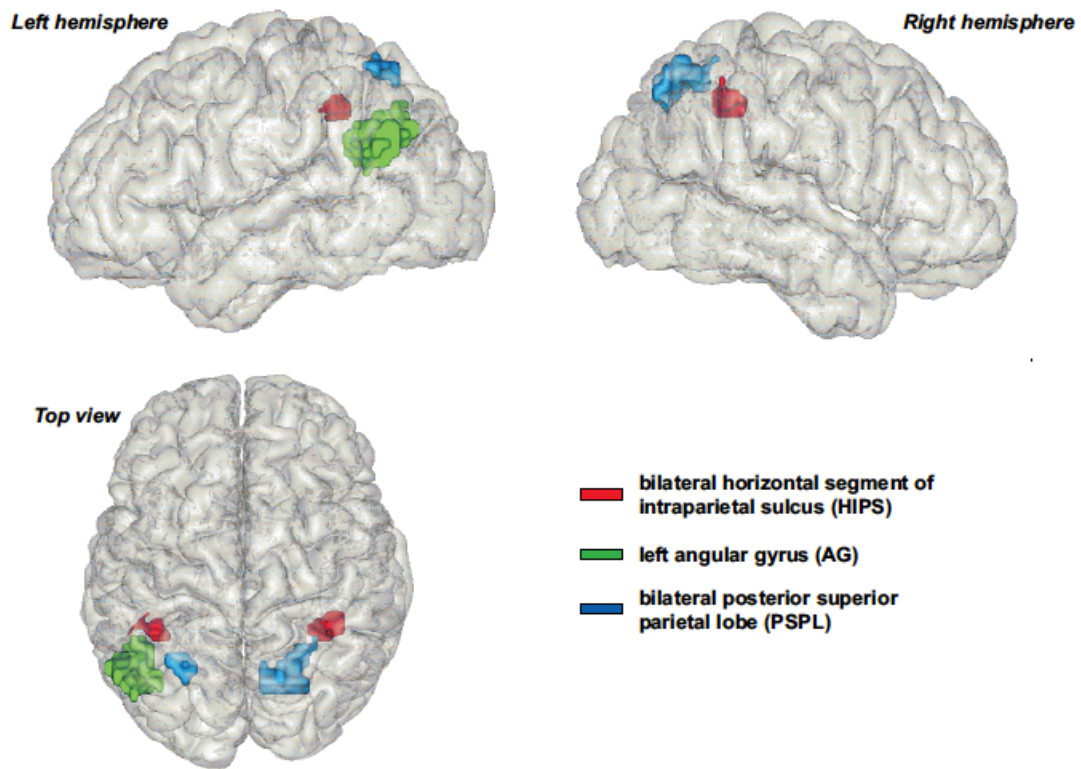 Left hemisphere
Right hemisphere
Top view
bilateral horizontal segment of
intraparietal sulcus (HIPS)
left angular gyrus (AG)
bilateral posterior superior
parietal lobe (PSPL)